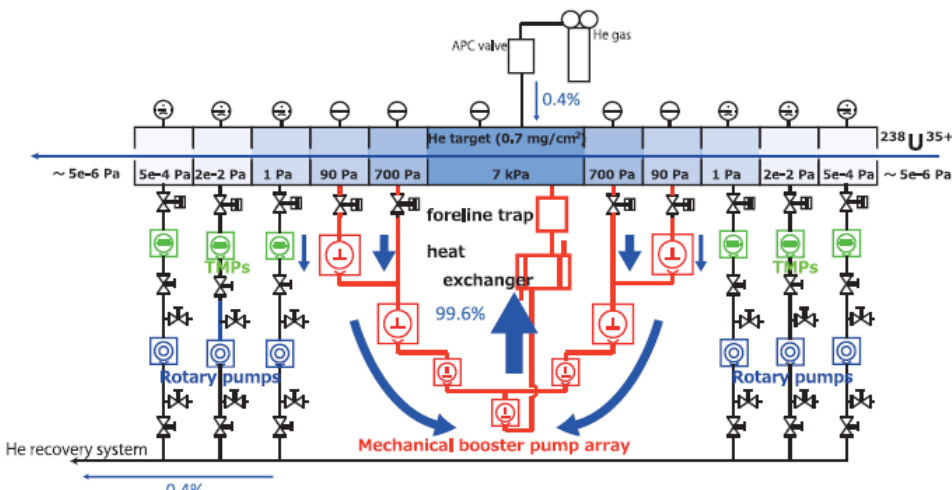 APC valve
He gas
0.4%
He target (0.7 mg/cm²)
²³⁸U³⁵⁺
~ 5e-6 Pa
5e-4 Pa
2e-2 Pa
1 Pa
90 Pa
700 Pa
7 kPa
700 Pa
90 Pa
1 Pa
2e-2 Pa
5e-4 Pa
~ 5e-6 Pa
foreline trap
heat
exchanger
TMPs
TMPs
99.6%
Rotary pumps
Rotary pumps
Mechanical booster pump array
He recovery system
0.4%